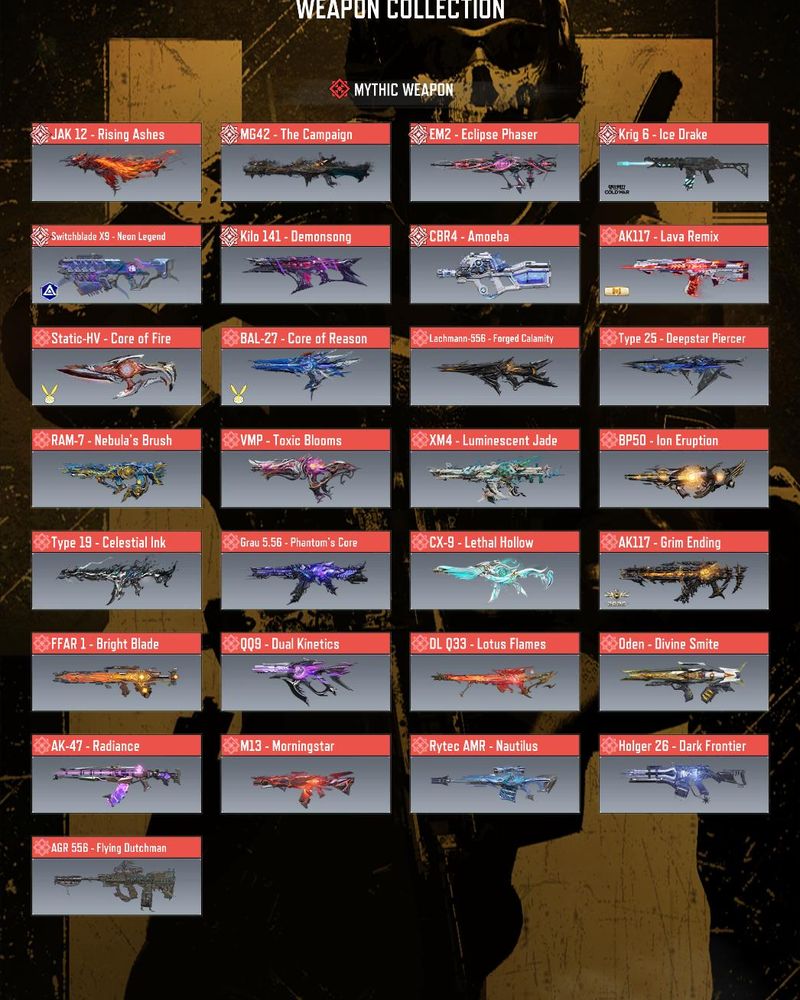 WEAPON COLLECTION
MYTHIC WEAPON
JAK 12 - Rising Ashes
MG42 - The Campaign
EM2 - Eclipse Phaser
Krig 6 - Ice Drake
Switchblade X9 - Neon Legend
Kilo 141 - Demonsong
CBR4 - Amoeba
AK117 - Lava Remix
Static-HV - Core of Fire
BAL-27 - Core of Reason
Lachmann-556 - Forged Calamity
Type 25 - Deepstar Piercer
RAM-7 - Nebula's Brush
VMP - Toxic Blooms
XM4 - Luminescent Jade
BP50 - Ion Eruption
Type 19 - Celestial Ink
Grau 5.56 - Phantom's Core
CX-9 - Lethal Hollow
AK117 - Grim Ending
FFAR 1 - Bright Blade
QQ9 - Dual Kinetics
DL Q33 - Lotus Flames
Oden - Divine Smite
AK-47 - Radiance
M13 - Morningstar
Rytec AMR - Nautilus
Holger 26 - Dark Frontier
AGR 556 - Flying Dutchman